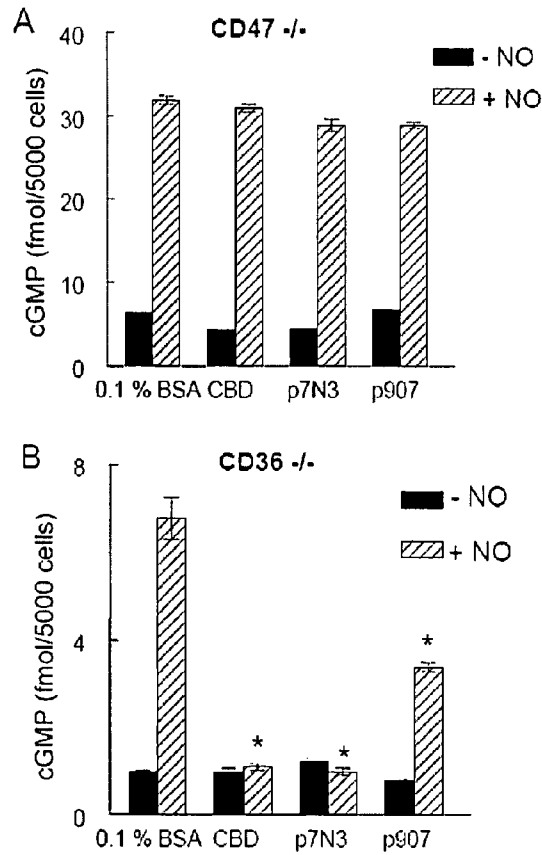 A
CD47 -/-
- NO
+ NO
cGMP (fmol/5000 cells)
40
30
20
10
0
0.1 % BSA CBD p7N3 p907
B
CD36 -/-
- NO
+ NO
cGMP (fmol/5000 cells)
8
4
0
* * *
0.1 % BSA CBD p7N3 p907